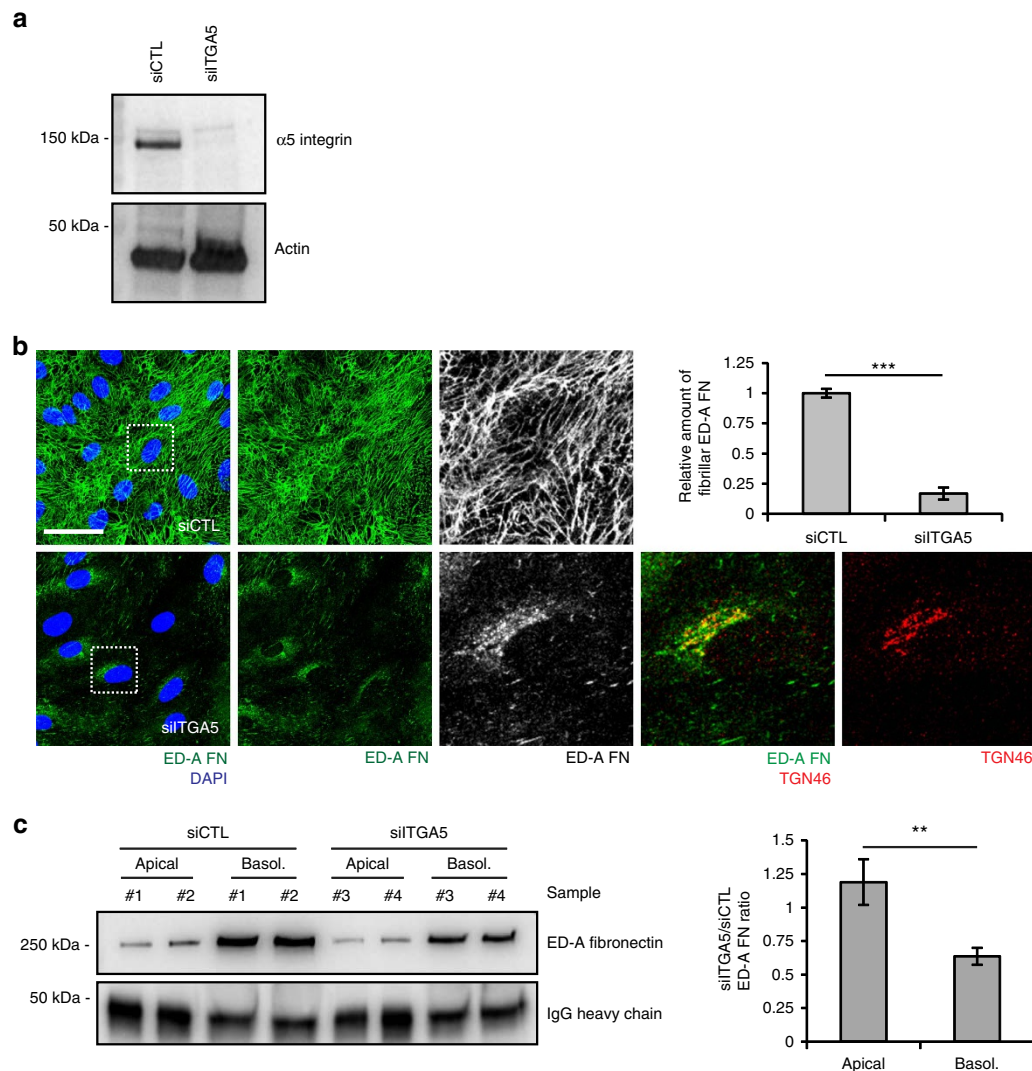 a
siCTL
siITGA5
150 kDa -
α5 integrin
50 kDa -
Actin
b
siCTL
siITGA5
ED-A FN
DAPI
ED-A FN
ED-A FN
ED-A FN
TGN46
TGN46
Relative amount of
fibrillar ED-A FN
1.25
1
0.75
0.5
0.25
0
***
siCTL
siITGA5
c
siCTL
siITGA5
Apical
Basol.
Apical
Basol.
#1 #2 #1 #2 #3 #4 #3 #4
Sample
250 kDa -
ED-A fibronectin
50 kDa -
IgG heavy chain
siITGA5/siCTL
ED-A FN ratio
1.5
1.25
1
0.75
0.5
0.25
0
**
Apical
Basol.